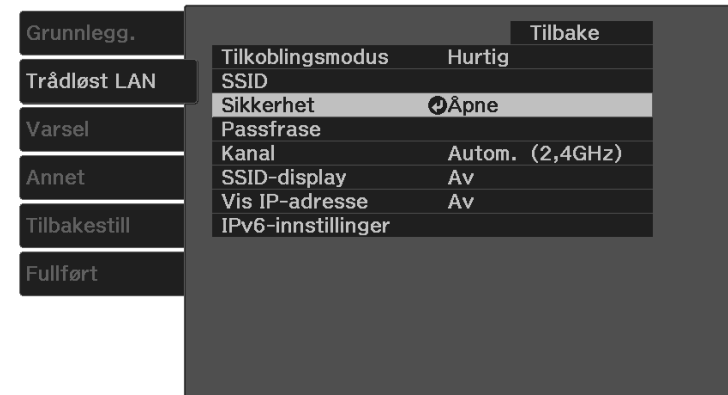 Grunnlegg.
Trådløst LAN
Varsel
Annet
Tilbakestill
Fullført
Tilbake
Tilkoblingsmodus Hurtig
SSID
Sikkerhet Åpne
Passfrase
Kanal Autom. (2,4GHz)
SSID-display Av
Vis IP-adresse Av
IPv6-innstillinger